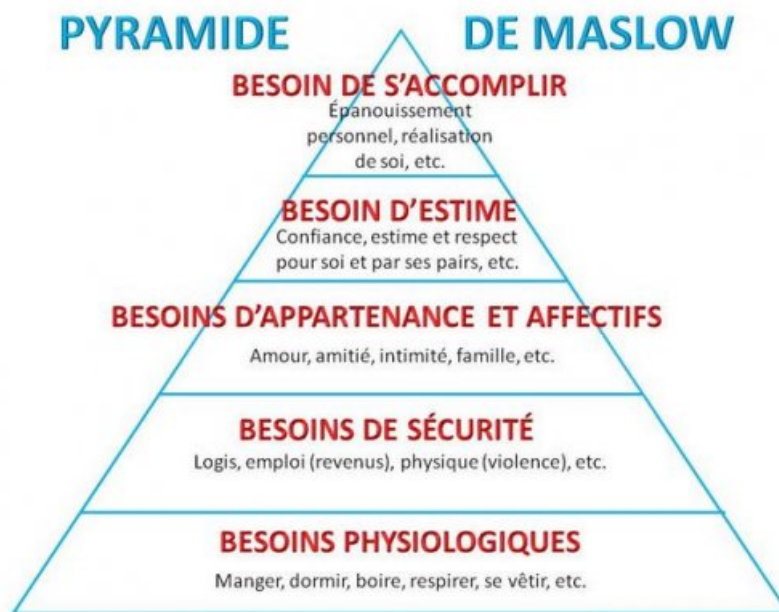 PYRAMIDE DE MASLOW
BESOIN DE S'ACCOMPLIR
Épanouissement
personnel, réalisation
de soi, etc.
BESOIN D'ESTIME
Confiance, estime et respect
pour soi et par ses pairs, etc.
BESOINS D'APPARTENANCE ET AFFECTIFS
Amour, amitié, intimité, famille, etc.
BESOINS DE SÉCURITÉ
Logis, emploi (revenus), physique (violence), etc.
BESOINS PHYSIOLOGIQUES
Manger, dormir, boire, respirer, se vêtir, etc.